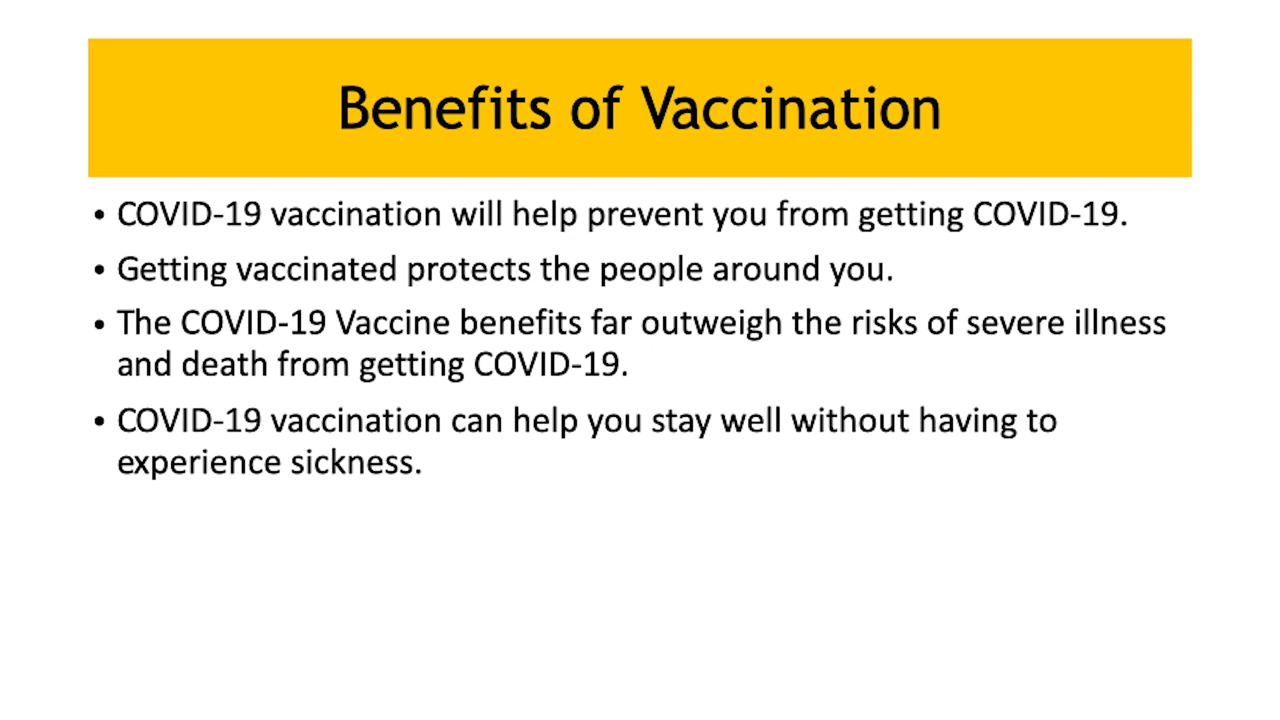 Benefits of Vaccination
• COVID-19 vaccination will help prevent you from getting COVID-19.
• Getting vaccinated protects the people around you.
• The COVID-19 Vaccine benefits far outweigh the risks of severe illness
and death from getting COVID-19.
• COVID-19 vaccination can help you stay well without having to
experience sickness.